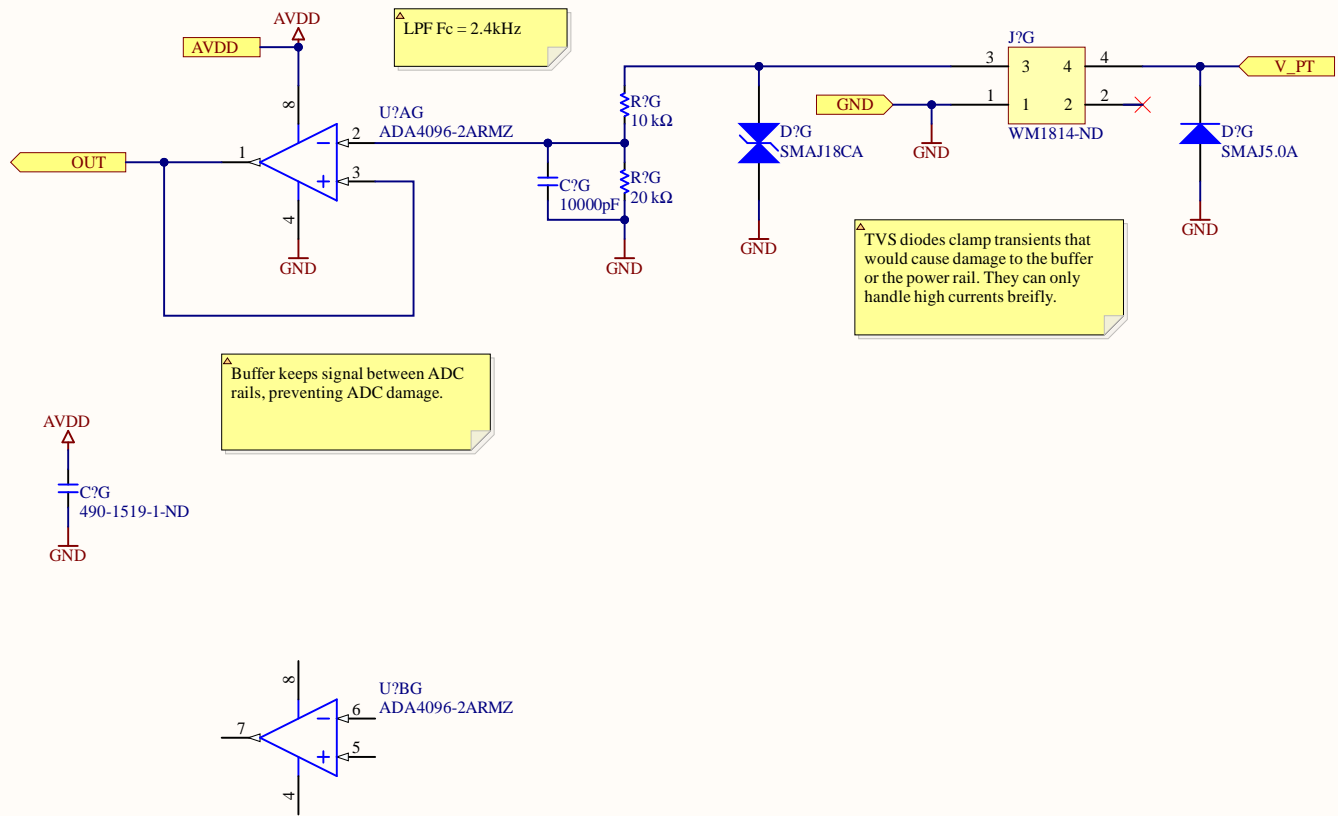 AVDD
AVDD
LPF Fc = 2.4kHz
8
U?AG
ADA4096-2ARMZ
2
1
3
4
OUT
GND
R?G
10 kΩ
R?G
20 kΩ
C?G
10000pF
GND
D?G
SMAJ18CA
GND
J?G
3
3
4
4
1
1
2
2
WM1814-ND
GND
GND
V_PT
D?G
SMAJ5.0A
GND
TVS diodes clamp transients that
would cause damage to the buffer
or the power rail. They can only
handle high currents breifly.
Buffer keeps signal between ADC
rails, preventing ADC damage.
AVDD
C?G
490-1519-1-ND
GND
8
U?BG
ADA4096-2ARMZ
6
7
5
4